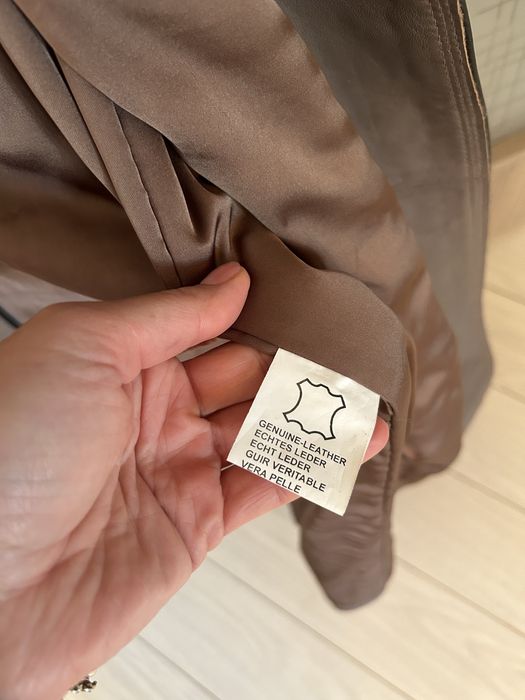 GENUINE-LEATHER
ECHTES LEDER
ECHT LEDER
GUIR VERITABLE
VERA PELLE